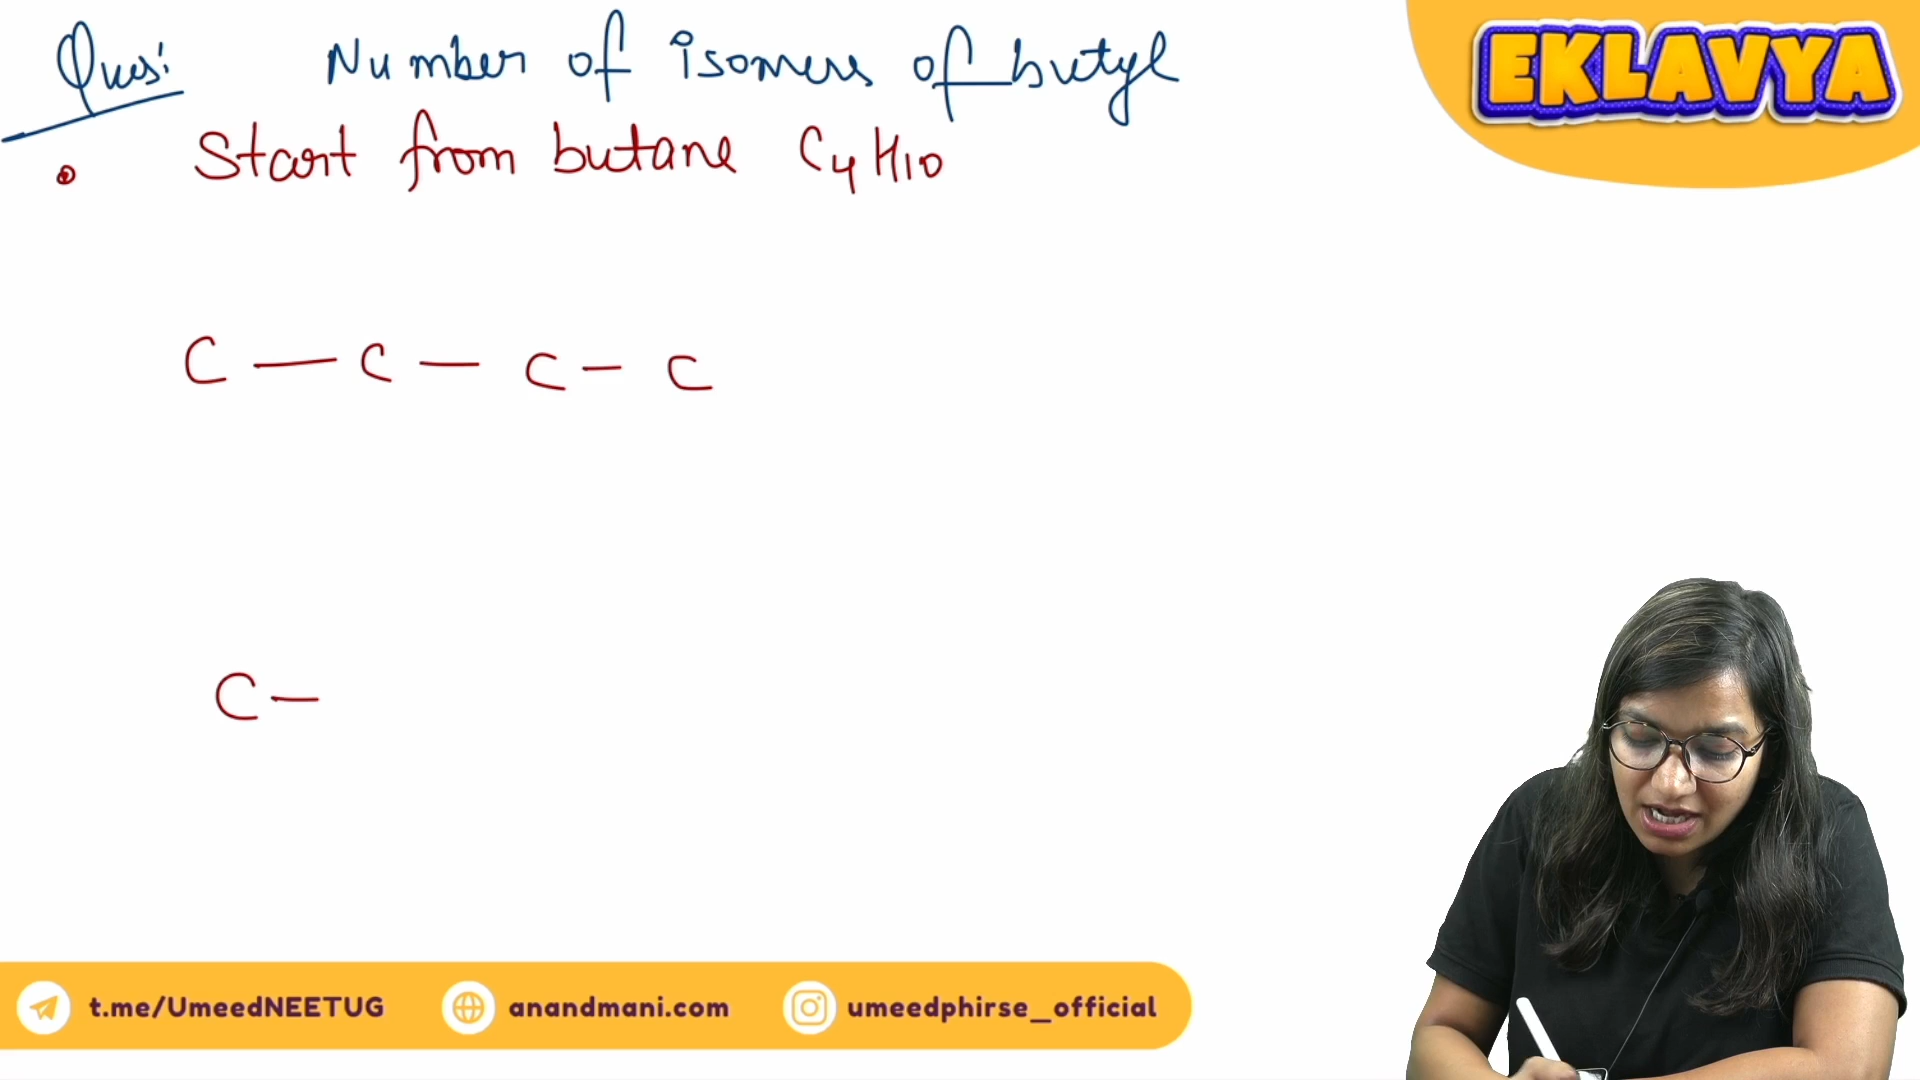 Ques: Number of isomers of butyl
EKLAVYA
• Start from butane C4H10
C — C — C — C
C —
t.me/UmeedNEETUG anandmani.com umeedphirse_official